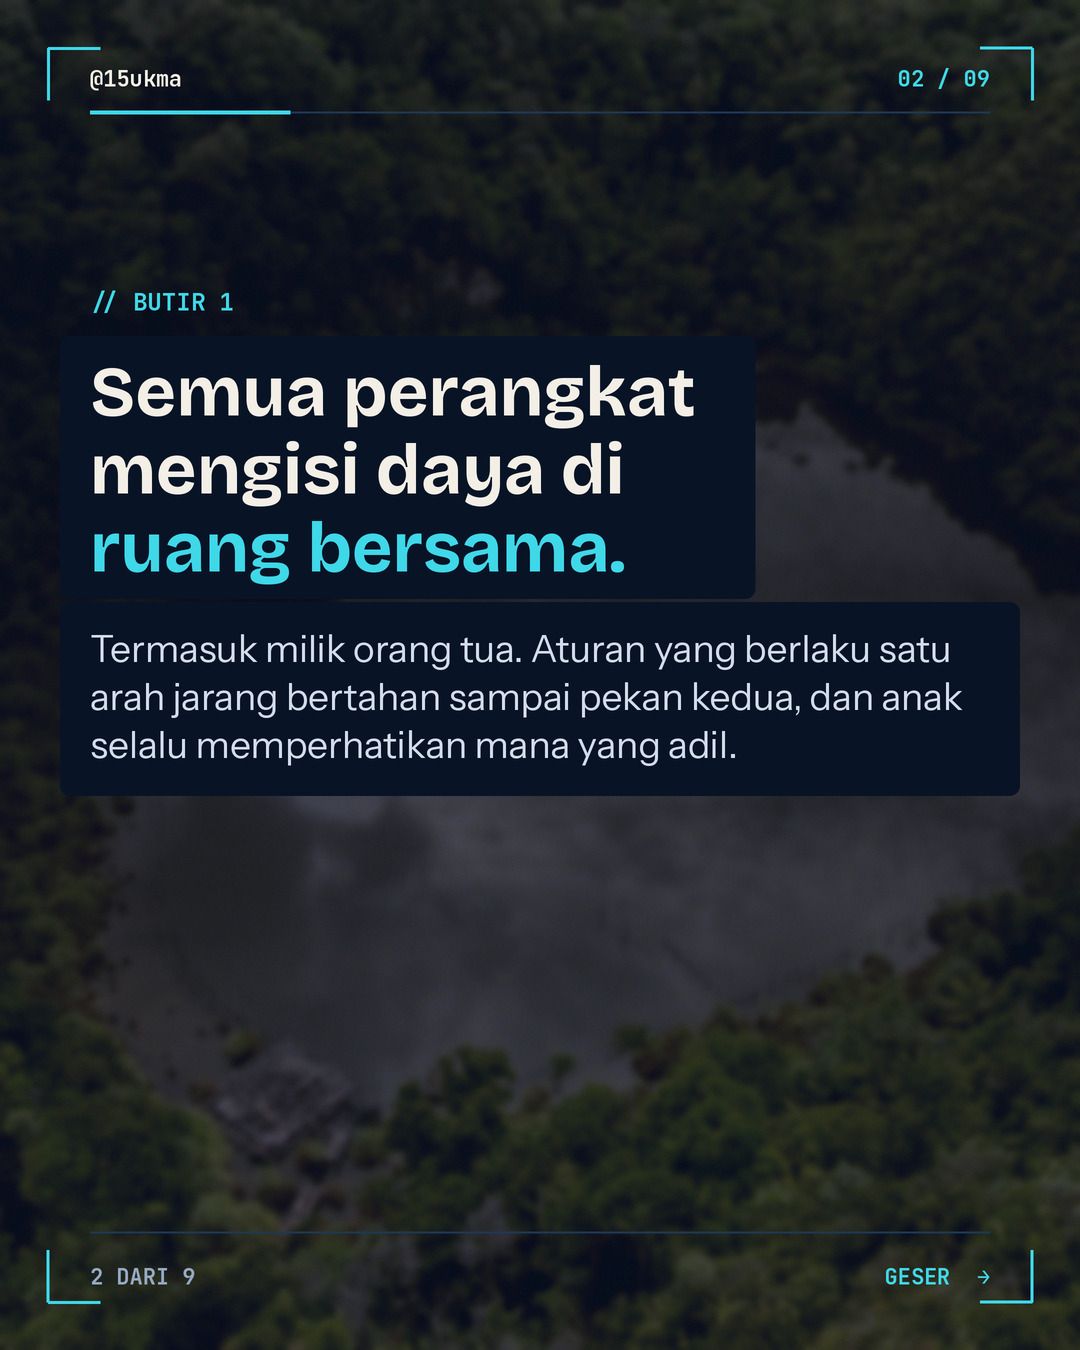 @15ukma
02 / 09
// BUTIR 1
Semua perangkat
mengisi daya di
ruang bersama.
Termasuk milik orang tua. Aturan yang berlaku satu
arah jarang bertahan sampai pekan kedua, dan anak
selalu memperhatikan mana yang adil.
2 DARI 9
GESER →